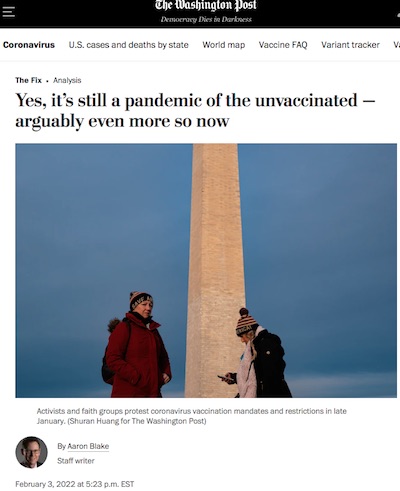 The Washington Post
Democracy Dies in Darkness
Coronavirus U.S. cases and deaths by state World map Vaccine FAQ Variant tracker
The Fix • Analysis
Yes, it's still a pandemic of the unvaccinated —
arguably even more so now
Activists and faith groups protest coronavirus vaccination mandates and restrictions in late
January. (Shuran Huang for The Washington Post)
By Aaron Blake
Staff writer
February 3, 2022 at 5:23 p.m. EST